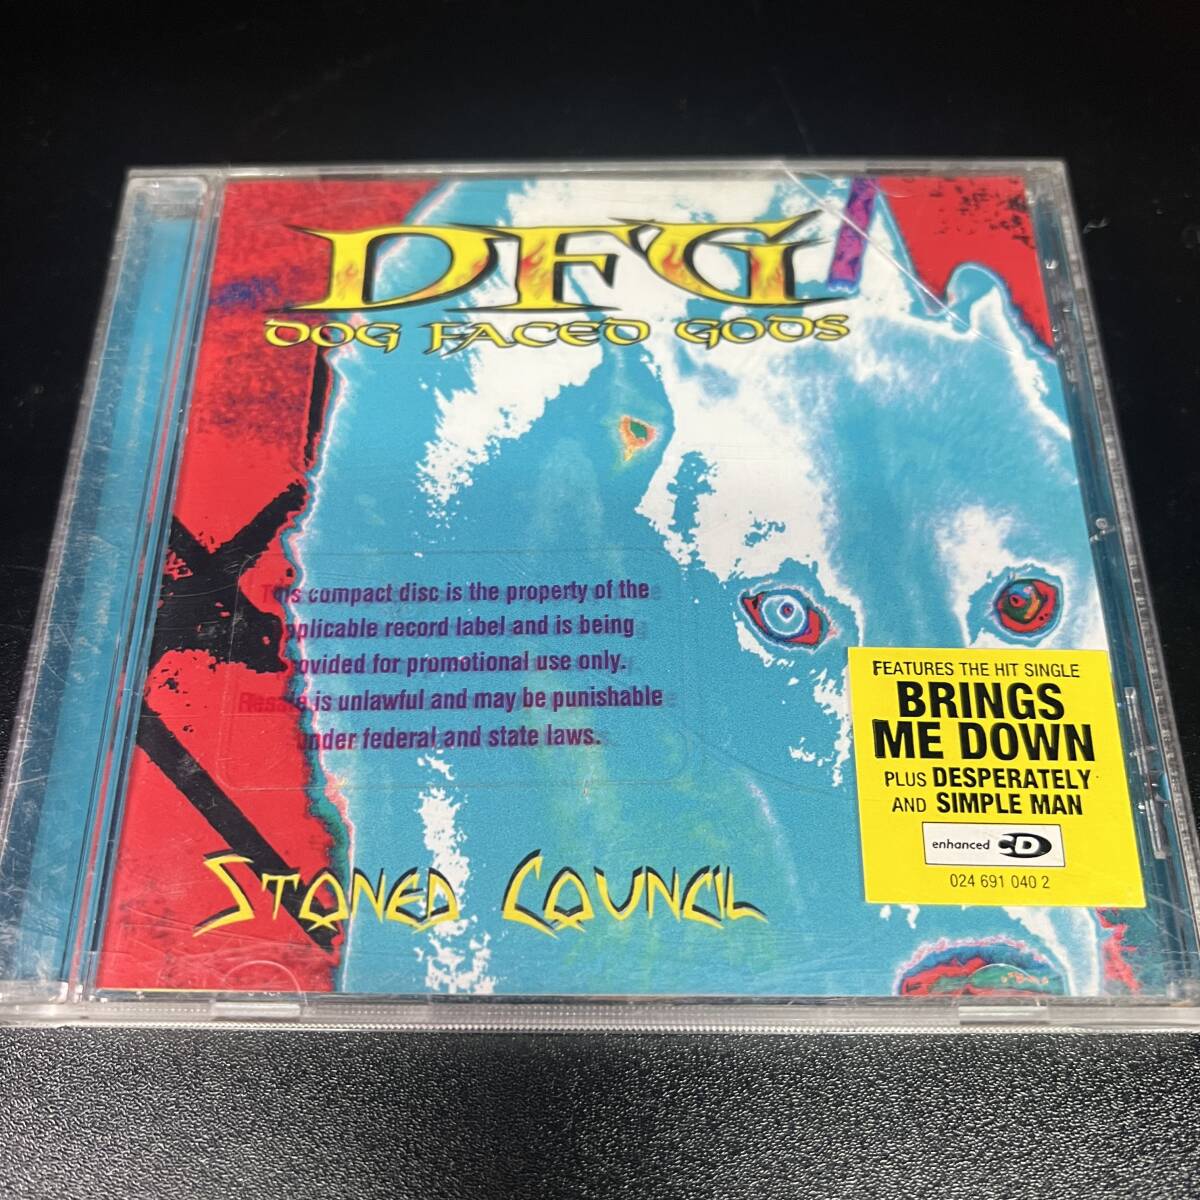 DFG
DOG FACED GODS
This compact disc is the property of the
applicable record label and is being
provided for promotional use only.
Resale is unlawful and may be punishable
under federal and state laws.
FEATURES THE HIT SINGLE
BRINGS
ME DOWN
PLUS DESPERATELY
AND SIMPLE MAN
enhanced CD
024 691 040 2
STONED COUNCIL